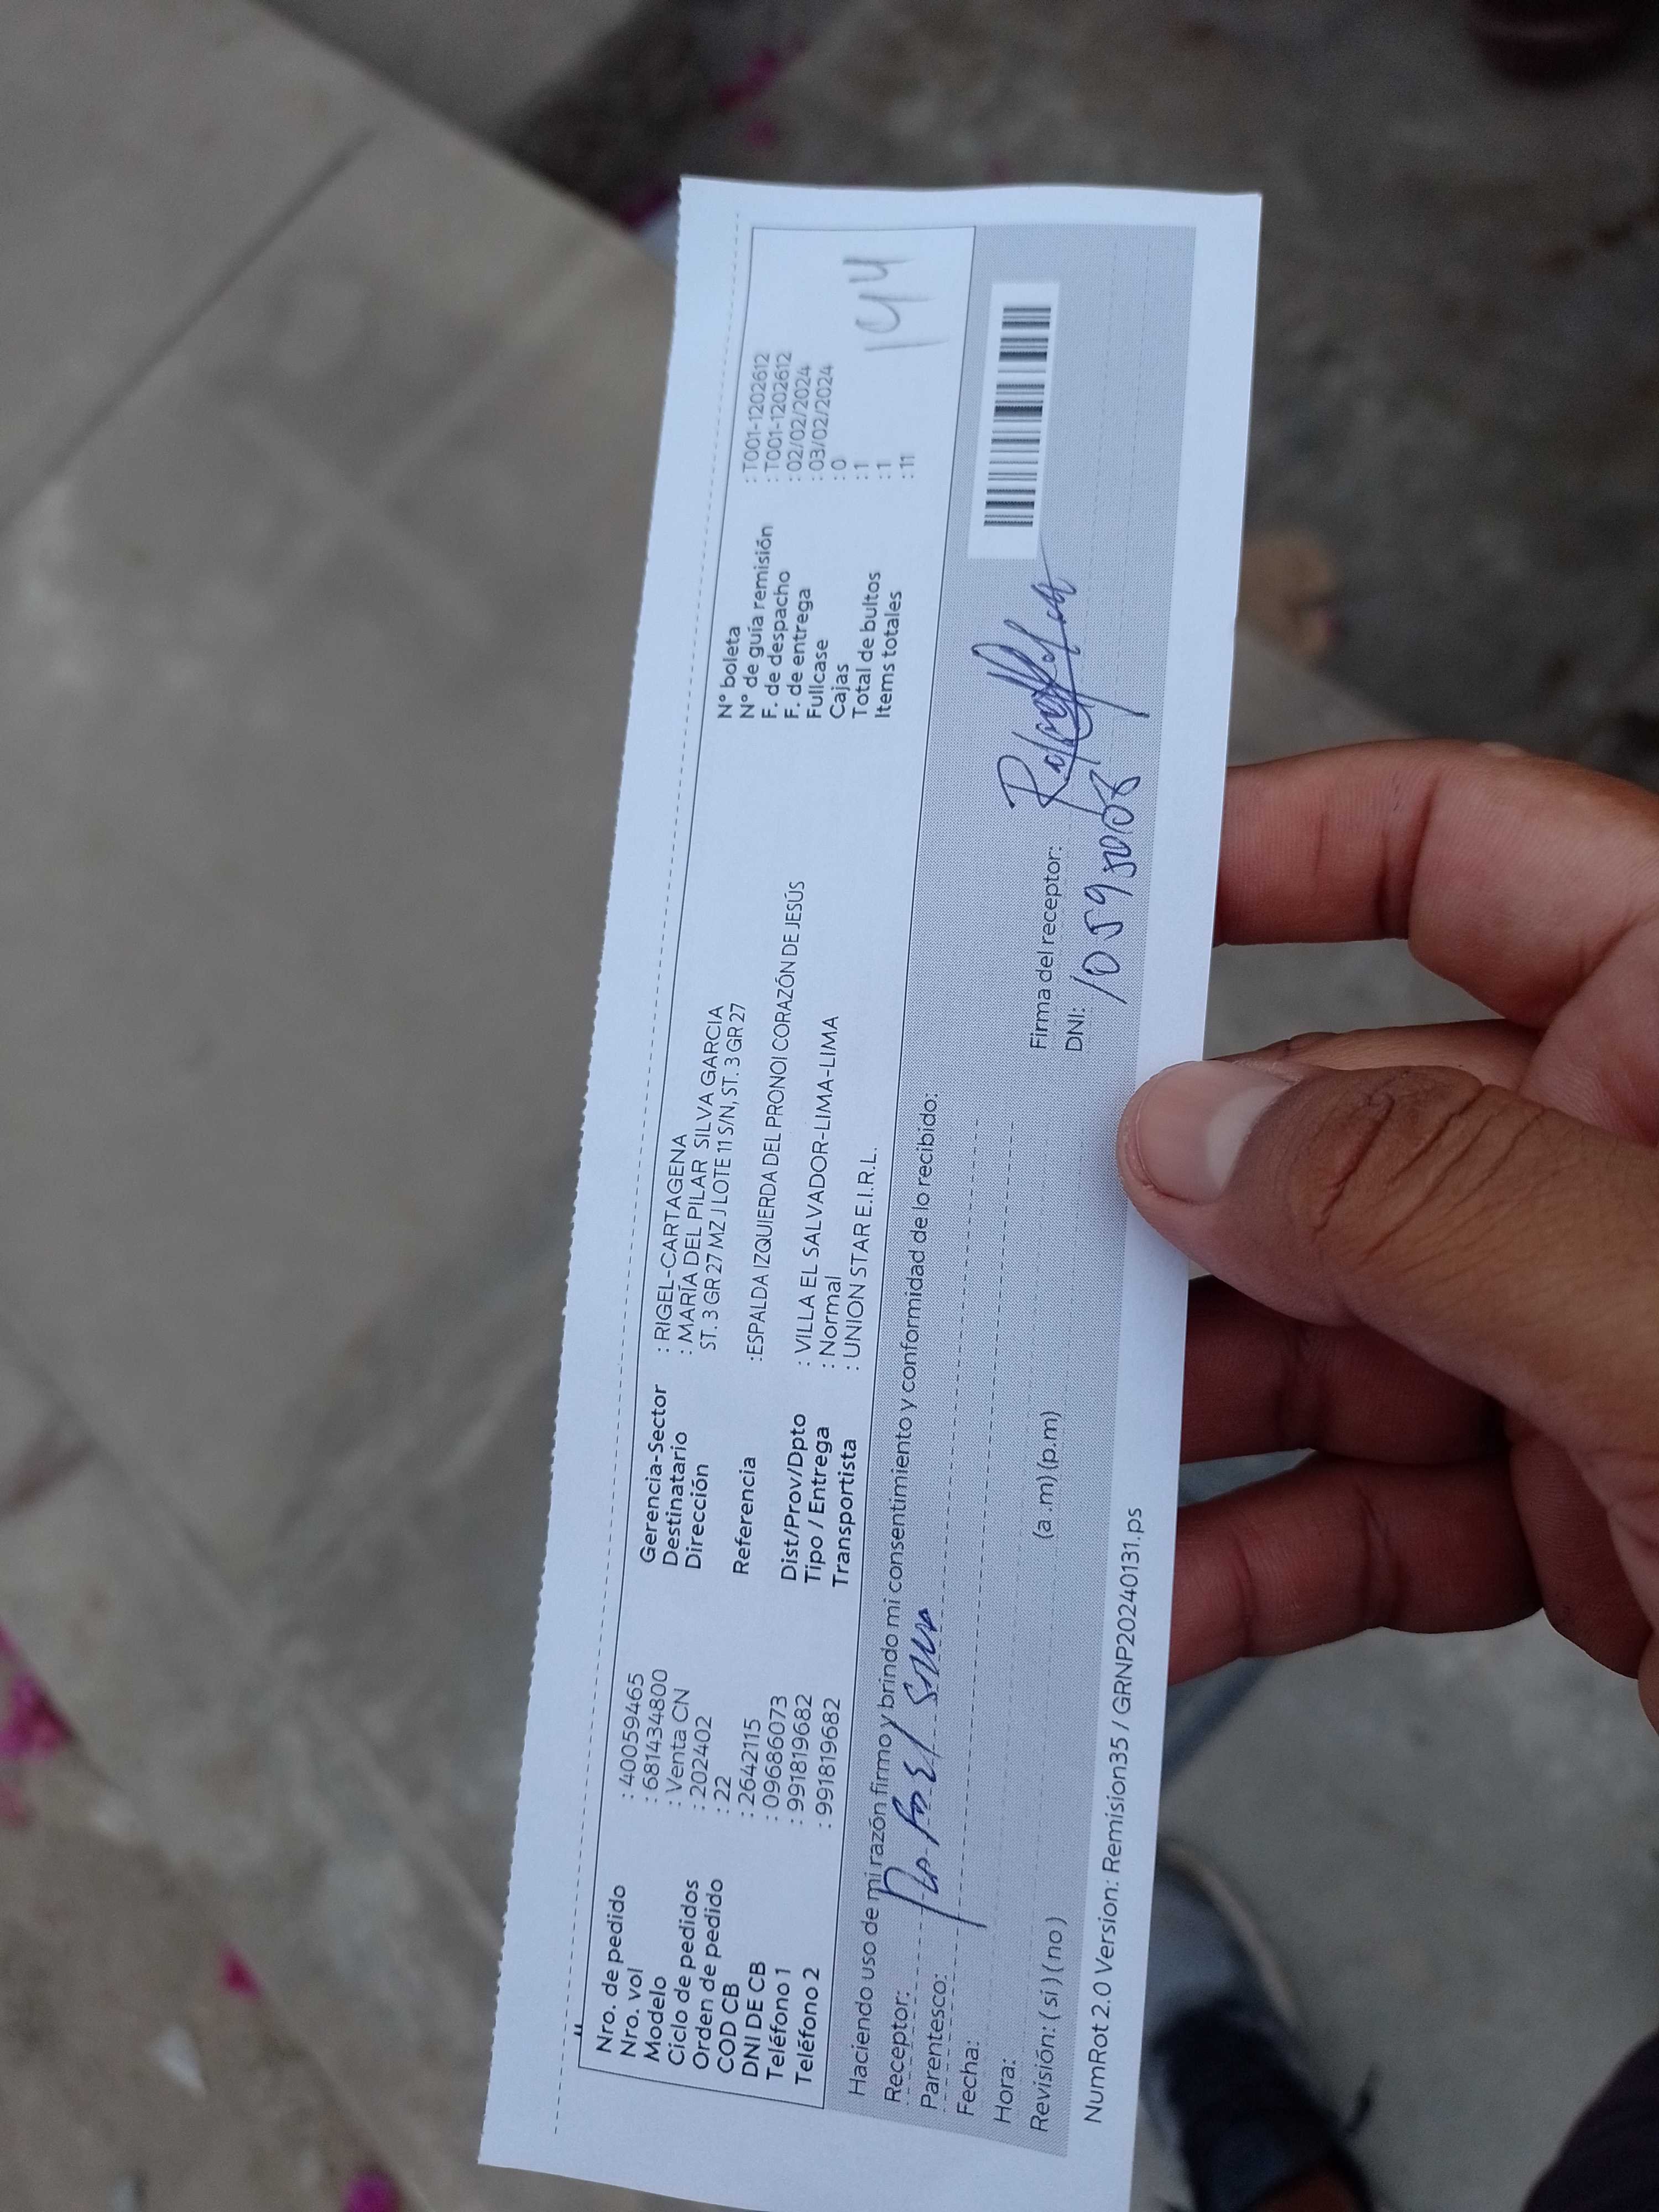 Nro. de pedido : 40059465
Nro. vol : 681434800
Modelo : Venta CN
Ciclo de pedidos : 202402
Orden de pedido : 22
COD CB : 2642115
DNI DE CB : 09686073
Teléfono 1 : 991819682
Teléfono 2 : 991819682
Gerencia-Sector : RIGEL-CARTAGENA
Destinatario : MARÍA DEL PILAR SILVA GARCIA
Dirección ST. 3 GR 27 MZ J LOTE 11 S/N, ST. 3 GR 27
Referencia :ESPALDA IZQUIERDA DEL PRONOI CORAZÓN DE JESÚS
Dist/Prov/Dpto : VILLA EL SALVADOR-LIMA-LIMA
Tipo / Entrega : Normal
Transportista : UNION STAR E.I.R.L.
N° boleta : T001-1202612
N° de guía remisión : T001-1202612
F. de despacho : 02/02/2024
F. de entrega : 03/02/2024
Fullcase : 0
Cajas : 1
Total de bultos : 1
Items totales : 11
144
Haciendo uso de mi razón firmo y brindo mi consentimiento y conformidad de lo recibido:
Receptor:
Parentesco:
Fecha:
Hora: (a .m) (p.m)
Revisión: ( si ) ( no )
Firma del receptor:
DNI:
NumRot 2.0 Version: Remision35 / GRNP20240131.ps